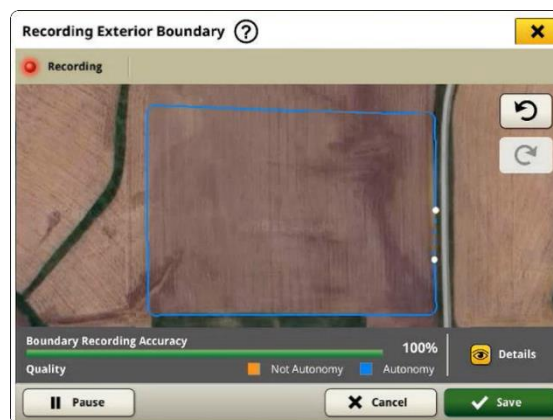 Recording Exterior Boundary ?
Recording
Boundary Recording Accuracy
100%
Quality
Not Autonomy
Autonomy
Details
Pause
Cancel
Save